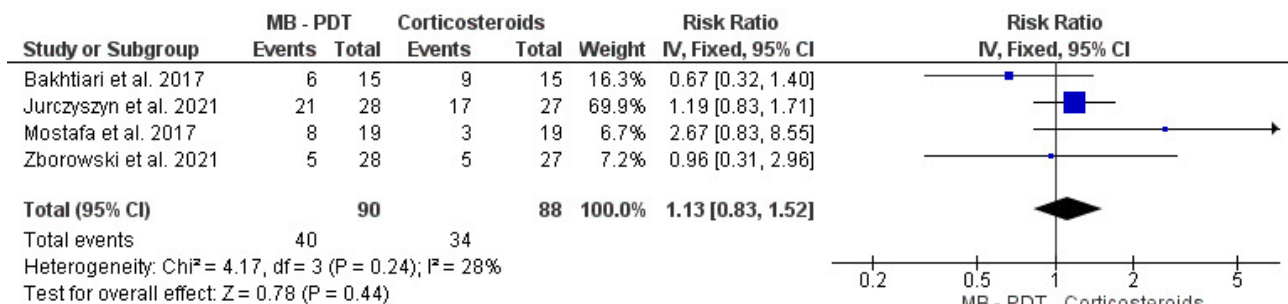 MB - PDT Corticosteroids Risk Ratio Risk Ratio
Study or Subgroup Events Total Events Total Weight IV, Fixed, 95% CI IV, Fixed, 95% CI
Bakhtiari et al. 2017 6 15 9 15 16.3% 0.67 [0.32, 1.40]
Jurczyszyn et al. 2021 21 28 17 27 69.9% 1.19 [0.83, 1.71]
Mostafa et al. 2017 8 19 3 19 6.7% 2.67 [0.83, 8.55]
Zborowski et al. 2021 5 28 5 27 7.2% 0.96 [0.31, 2.96]
Total (95% CI) 90 88 100.0% 1.13 [0.83, 1.52]
Total events 40 34
Heterogeneity: Chi² = 4.17, df = 3 (P = 0.24); I² = 28%
Test for overall effect: Z = 0.78 (P = 0.44)
0.2 0.5 1 2 5
MB - PDT Corticosteroids